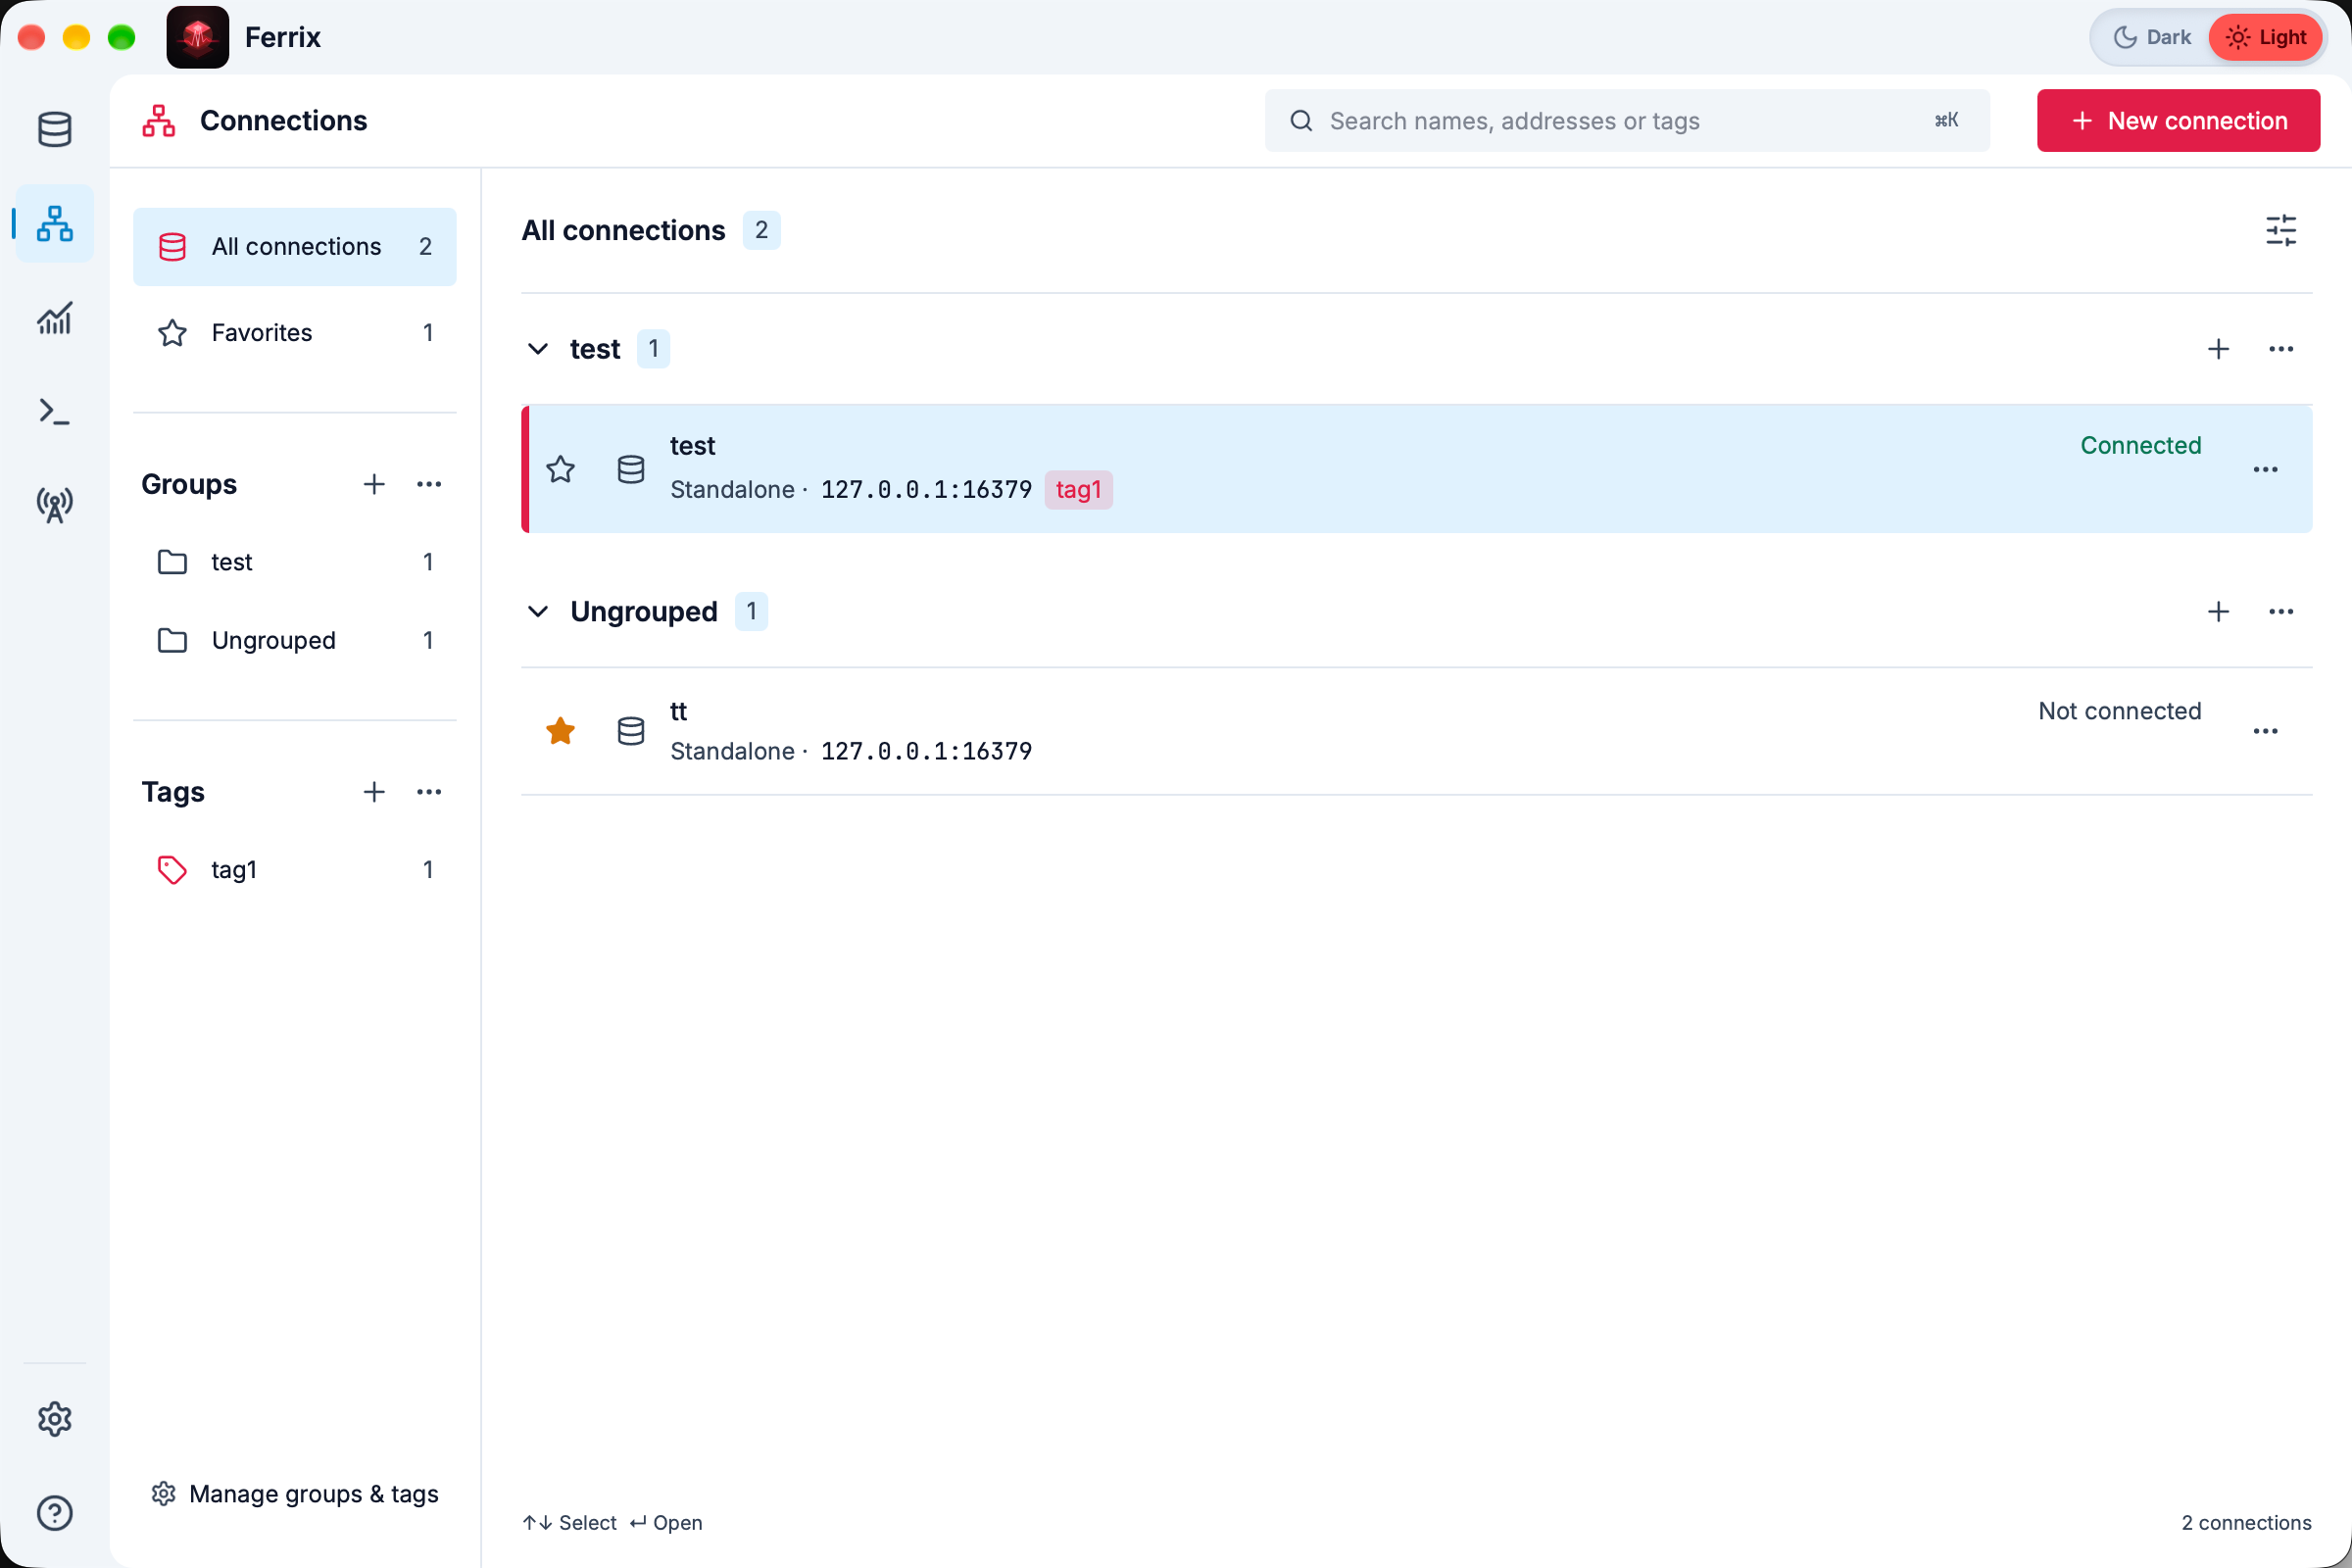 Ferrix
Dark
Light
Connections
Search names, addresses or tags
⌘K
New connection
All connections 2
Favorites 1
Groups
test 1
Ungrouped 1
Tags
tag1 1
Manage groups & tags
All connections 2
test 1
test
Connected
Standalone · 127.0.0.1:16379 tag1
Ungrouped 1
tt
Not connected
Standalone · 127.0.0.1:16379
↑↓ Select ↵ Open
2 connections